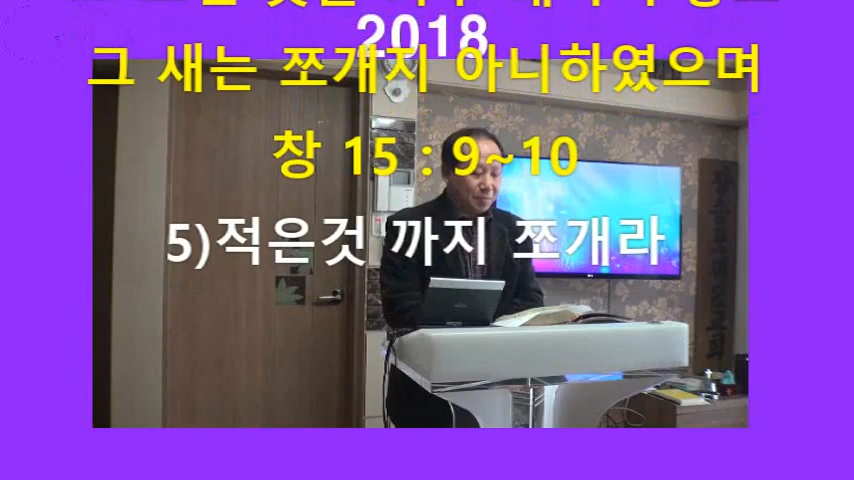 2018
그 새는 쪼개지 아니하였으며
창 15 : 9~10
5)적은것 까지 쪼개라